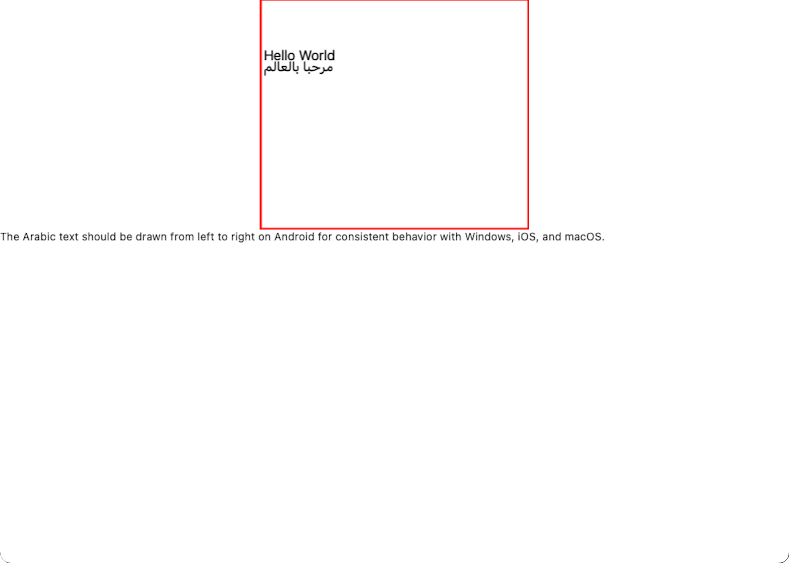 Hello World
مرحبا بالعالم
The Arabic text should be drawn from left to right on Android for consistent behavior with Windows, iOS, and macOS.